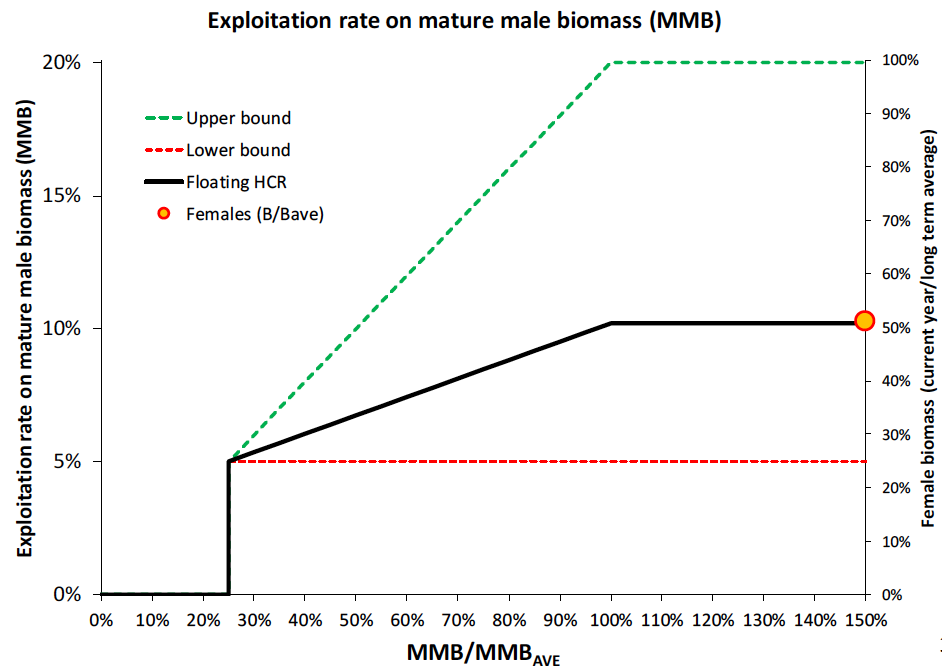 Exploitation rate on mature male biomass (MMB)
Exploitation rate on mature male biomass (MMB)
20%
15%
10%
5%
0%
Upper bound
Lower bound
Floating HCR
Females (B/Bave)
100%
90%
80%
70%
60%
50%
40%
30%
20%
10%
0%
Female biomass (current year/long term average)
0% 10% 20% 30% 40% 50% 60% 70% 80% 90% 100% 110% 120% 130% 140% 150%
MMB/MMBAVE